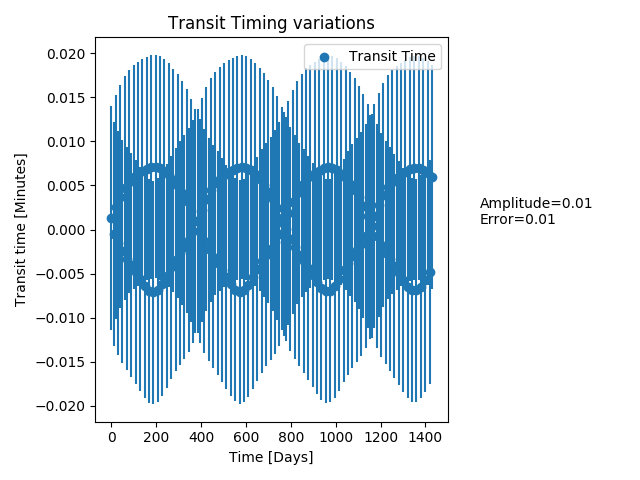 Transit Timing variations
Transit Time
0.020
0.015
0.010
0.005
0.000
−0.005
−0.010
−0.015
−0.020
Transit time [Minutes]
Amplitude=0.01
Error=0.01
0 200 400 600 800 1000 1200 1400
Time [Days]